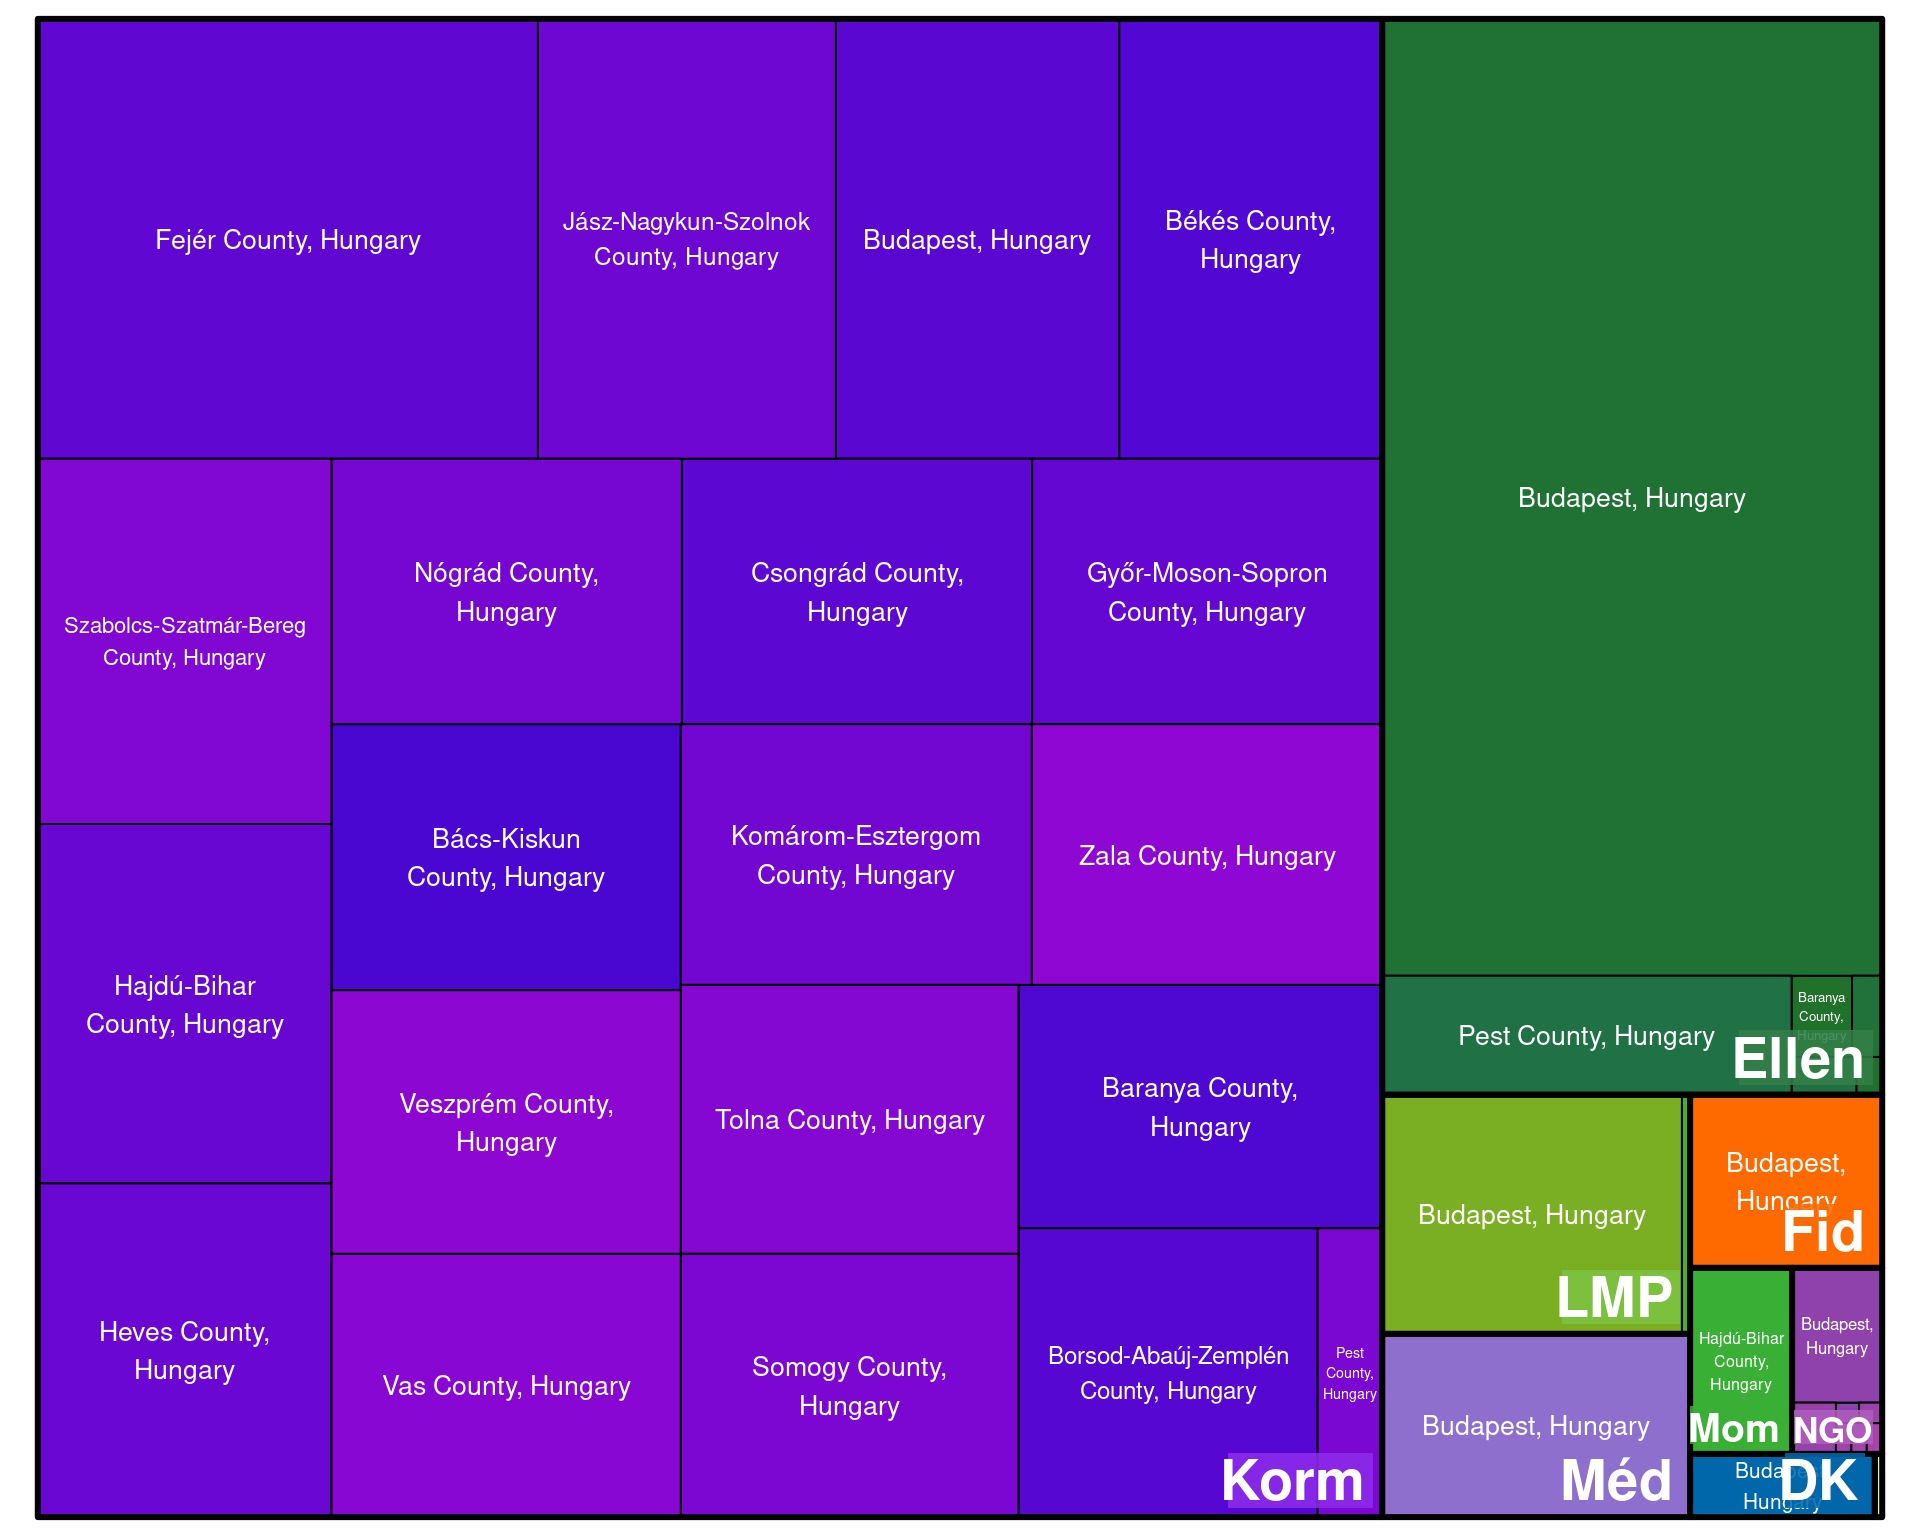 Fejér County, Hungary
Jász-Nagykun-Szolnok
County, Hungary
Budapest, Hungary
Békés County,
Hungary
Szabolcs-Szatmár-Bereg
County, Hungary
Nógrád County,
Hungary
Csongrád County,
Hungary
Győr-Moson-Sopron
County, Hungary
Bács-Kiskun
County, Hungary
Komárom-Esztergom
County, Hungary
Zala County, Hungary
Hajdú-Bihar
County, Hungary
Veszprém County,
Hungary
Tolna County, Hungary
Baranya County,
Hungary
Heves County,
Hungary
Vas County, Hungary
Somogy County,
Hungary
Borsod-Abaúj-Zemplén
County, Hungary
Pest
County,
Hungary
Korm
Budapest, Hungary
Pest County, Hungary
Baranya
County,
Hungary
Ellen
Budapest, Hungary
LMP
Budapest,
Hungary
Fid
Budapest, Hungary
Méd
Hajdú-Bihar
County,
Hungary
Mom
Budapest,
Hungary
NGO
Budapest,
Hungary
DK